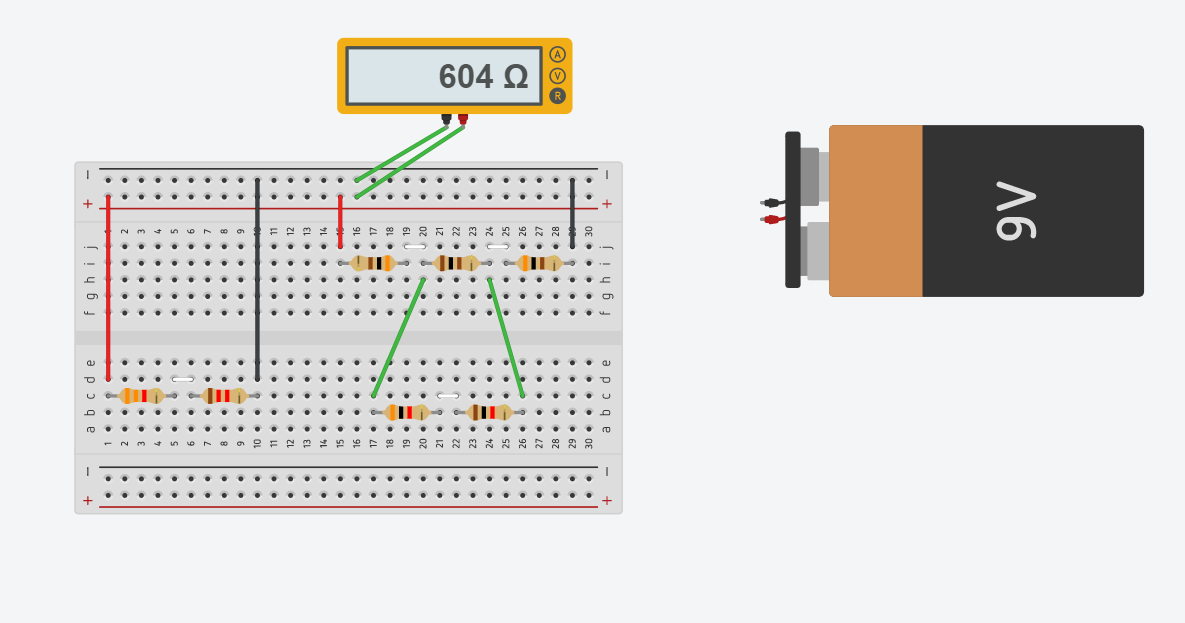 604 Ω
A
V
R
− −
+ +
1 2 3 4 5 6 7 8 9 10 11 12 13 14 15 16 17 18 19 20 21 22 23 24 25 26 27 28 29 30
j j
i i
h h
g g
f f
e e
d d
c c
b b
a a
1 2 3 4 5 6 7 8 9 10 11 12 13 14 15 16 17 18 19 20 21 22 23 24 25 26 27 28 29 30
− −
+ +
9V